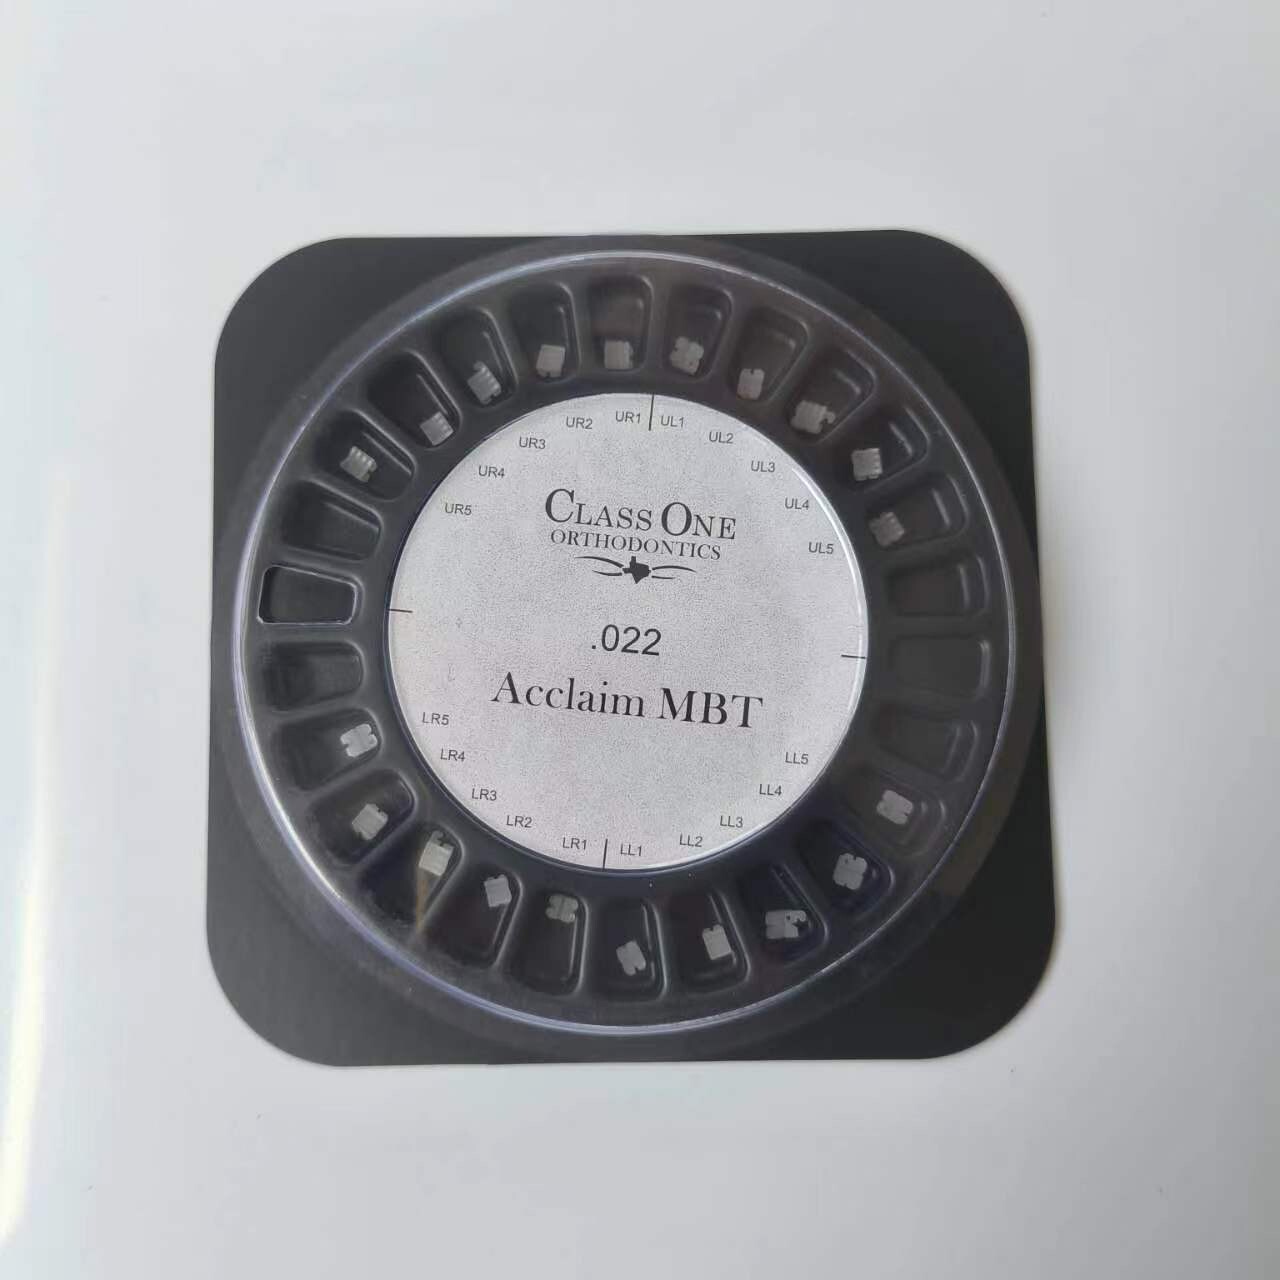 UR5
UR4
UR3
UR2
UR1
UL1
UL2
UL3
UL4
UL5
CLASS ONE
ORTHODONTICS
.022
Acclaim MBT
LR5
LR4
LR3
LR2
LR1
LL1
LL2
LL3
LL4
LL5